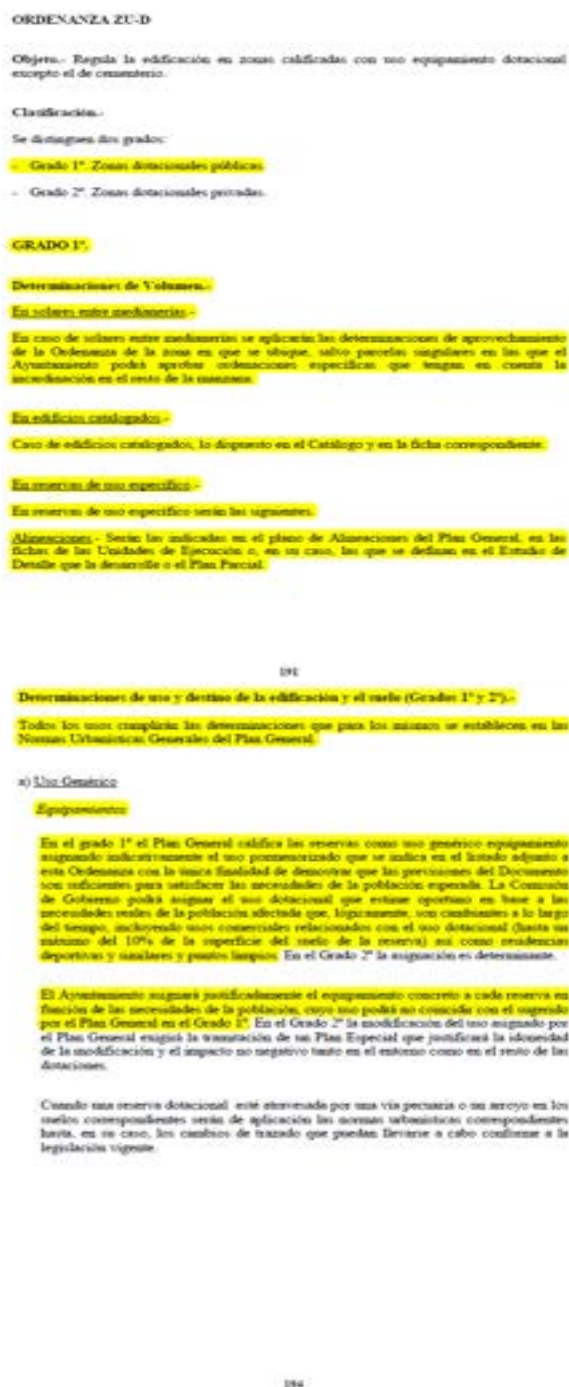 ORDENANZA ZU-D
Objeto.- Regula la edificación en zonas calificadas con uso equipamiento dotacional
excepto el de cementerio.
Clasificación.-
Se distinguen dos grados:
- Grado 1º. Zonas dotacionales públicas.
- Grado 2º. Zonas dotacionales privadas.
GRADO 1º.
Determinaciones de Volumen.-
En solares entre medianerías.-
En caso de solares entre medianerías se aplicarán las determinaciones de aprovechamiento
de la Ordenanza de la zona en que se ubique, salvo parcelas singulares en las que el
Ayuntamiento podrá aprobar ordenaciones específicas que tengan en cuenta la
incardinación en el resto de la manzana.
En edificios catalogados.-
Caso de edificios catalogados, lo dispuesto en el Catálogo y en la ficha correspondiente.
En reservas de uso específico.-
En reservas de uso específico serán las siguientes.
Alineaciones.- Serán las indicadas en el plano de Alineaciones del Plan General, en las
fichas de las Unidades de Ejecución o, en su caso, las que se definan en el Estudio de
Detalle que la desarrolle o el Plan Parcial.
Determinaciones de uso y destino de la edificación y el suelo (Grados 1º y 2º).-
Todos los usos cumplirán las determinaciones que para los mismos se establecen en las
Normas Urbanísticas Generales del Plan General.
a) Uso Genérico
Equipamientos
En el grado 1º el Plan General califica las reservas como uso genérico equipamiento
asignando indicativamente el uso pormenorizado que se indica en el listado adjunto a
esta Ordenanza con la única finalidad de demostrar que las previsiones del Documento
son suficientes para satisfacer las necesidades de la población esperada. La Comisión
de Gobierno podrá asignar el uso dotacional que estime oportuno en base a las
necesidades reales de la población afectada que, lógicamente, son cambiantes a lo largo
del tiempo, incluyendo usos comerciales relacionados con el uso dotacional (hasta un
máximo del 10% de la superficie del suelo de la reserva) así como residencias
deportivas y similares y puntos limpios. En el Grado 2º la asignación es determinante.
El Ayuntamiento asignará justificadamente el equipamiento concreto a cada reserva en
función de las necesidades de la población, cuyo uso podrá no coincidir con el sugerido
por el Plan General en el Grado 1º. En el Grado 2º la modificación del uso asignado por
el Plan General exigirá la tramitación de un Plan Especial que justificará la idoneidad
de la modificación y el impacto no negativo tanto en el entorno como en el resto de las
dotaciones.
Cuando una reserva dotacional esté atravesada por una vía pecuaria o un arroyo en los
suelos correspondientes serán de aplicación las normas urbanísticas correspondientes
hasta, en su caso, los cambios de trazado que puedan llevarse a cabo conforme a la
legislación vigente.
194